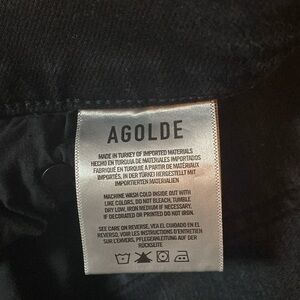 AGOLDE
MADE IN TURKEY OF IMPORTED MATERIALS
HECHO EN TURQUIA DE MATERIALES IMPORTADOS
FABRIQUÉ EN TURQUIE À PARTIR DE MATÉRIAUX
IMPORTÉS, IN DER TÜRKEI HERGESTELLT MIT
IMPORTIERTEN MATERIALIEN
MACHINE WASH COLD INSIDE OUT WITH
LIKE COLORS, DO NOT BLEACH, TUMBLE
DRY LOW, IRON MEDIUM IF NECESSARY,
IF DECORATED OR PRINTED DO NOT IRON.
SEE CARE ON REVERSE, VEA EL CUIDADO EN EL
REVERSO, VOIR LES INSTRUCTIONS D'ENTRETIEN
SUR L'ENVERS, PFLEGEANLEITUNG AUF DER
RÜCKSEITE